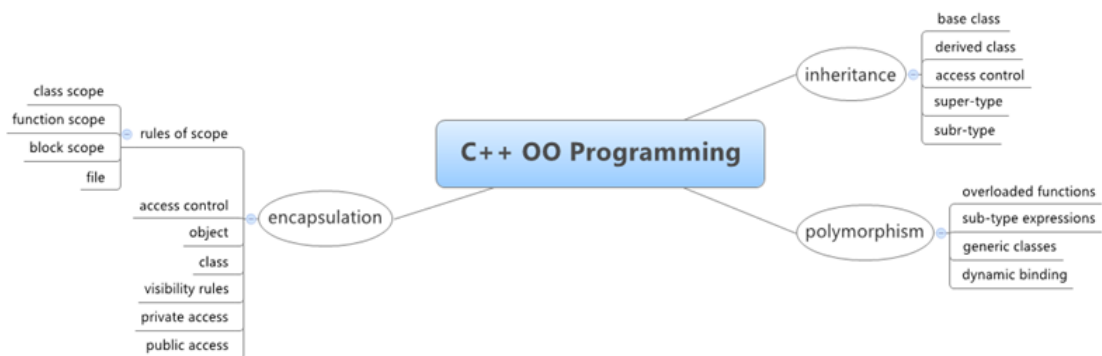 C++ OO Programming
inheritance
base class
derived class
access control
super-type
subr-type
polymorphism
overloaded functions
sub-type expressions
generic classes
dynamic binding
encapsulation
rules of scope
class scope
function scope
block scope
file
access control
object
class
visibility rules
private access
public access